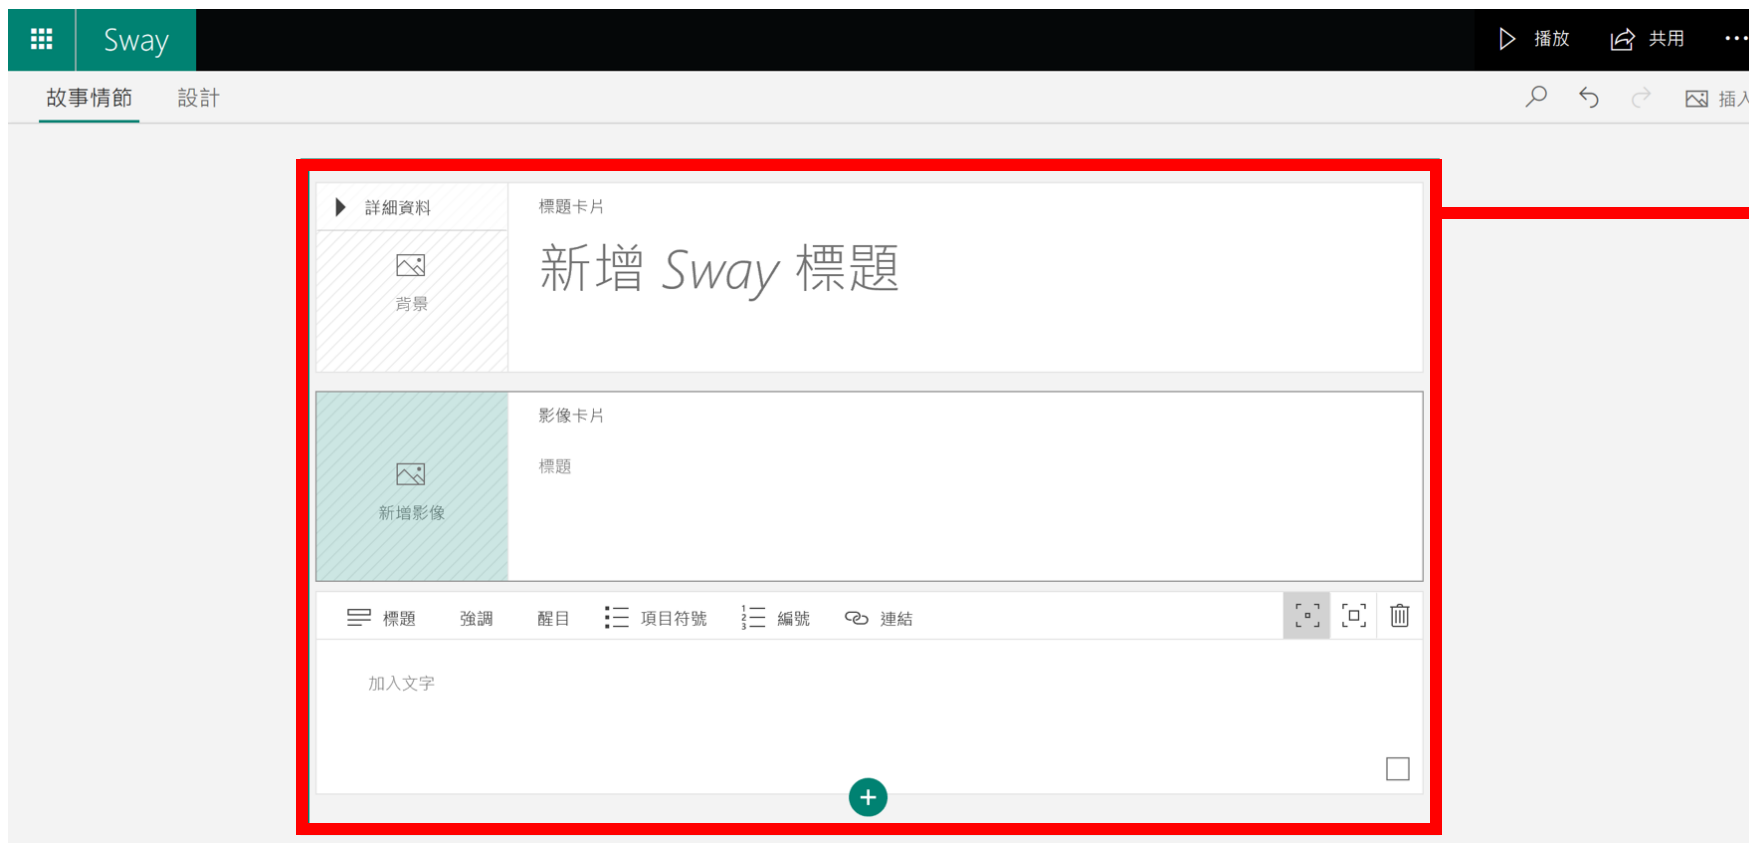 Sway
播放 共用
故事情節 設計
插入
詳細資料
背景
標題卡片
新增 Sway 標題
影像卡片
標題
新增影像
標題 強調 醒目 項目符號 編號 連結
加入文字